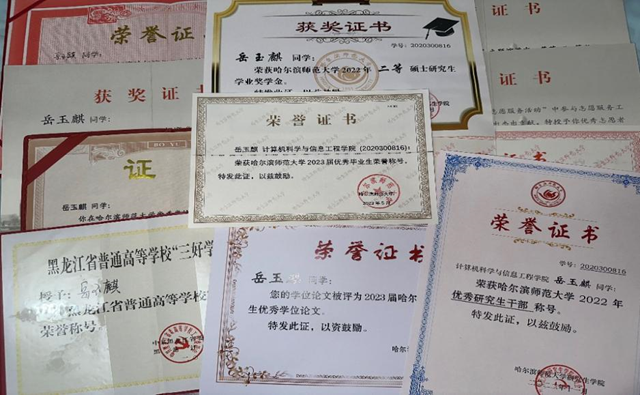 荣誉证
获奖证书
学号: 2020300816
岳玉麒 同学:
荣获哈尔滨师范大学2022年 二等 硕士研究生
学业奖学金。
证书
获奖证书
岳玉麒 同学:
荣誉证书
岳玉麒 计算机科学与信息工程学院 (2020300816):
荣获哈尔滨师范大学2023届优秀毕业生荣誉称号。
特发此证，以兹鼓励。
证
岳玉麒 同学:
你在哈尔滨师范大学
黑龙江省普通高等学校“三好学
授予:
黑龙江省普通高等学校
荣誉称号
荣誉证书
岳玉 同学:
您的学位论文被评为2023届哈尔
生优秀学位论文。
特发此证，以资鼓励。
荣誉证书
学号: 2020300816
计算机科学与信息工程学院 岳玉麒 同学:
荣获哈尔滨师范大学 2022年
优秀研究生干部 称号。
特发此证，以兹鼓励。